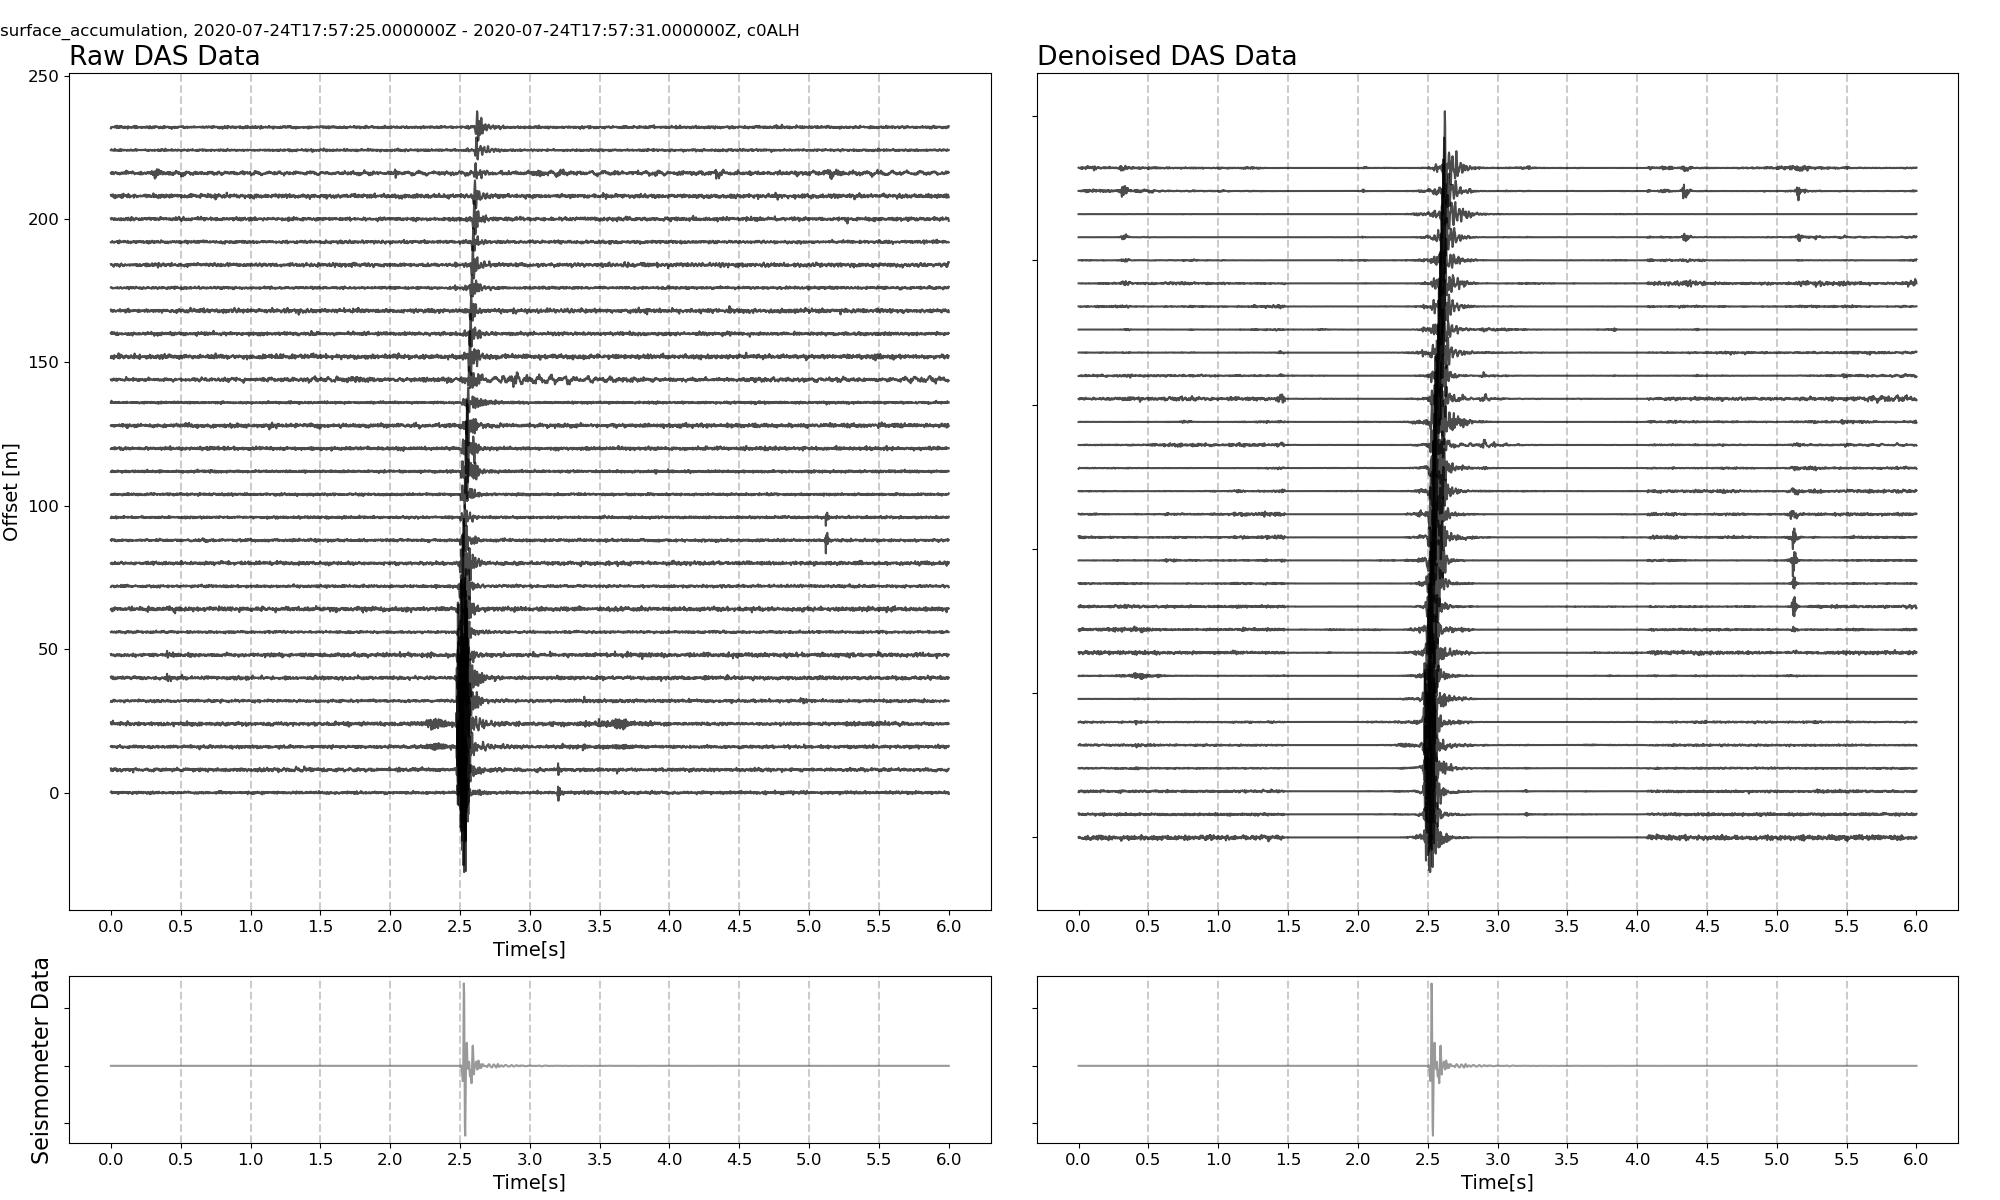 surface_accumulation, 2020-07-24T17:57:25.000000Z - 2020-07-24T17:57:31.000000Z, c0ALH
Raw DAS Data
Denoised DAS Data
250
200
150
100
50
0
Offset [m]
0.0 0.5 1.0 1.5 2.0 2.5 3.0 3.5 4.0 4.5 5.0 5.5 6.0
Time[s]
0.0 0.5 1.0 1.5 2.0 2.5 3.0 3.5 4.0 4.5 5.0 5.5 6.0
Seismometer Data
0.0 0.5 1.0 1.5 2.0 2.5 3.0 3.5 4.0 4.5 5.0 5.5 6.0
Time[s]
0.0 0.5 1.0 1.5 2.0 2.5 3.0 3.5 4.0 4.5 5.0 5.5 6.0
Time[s]